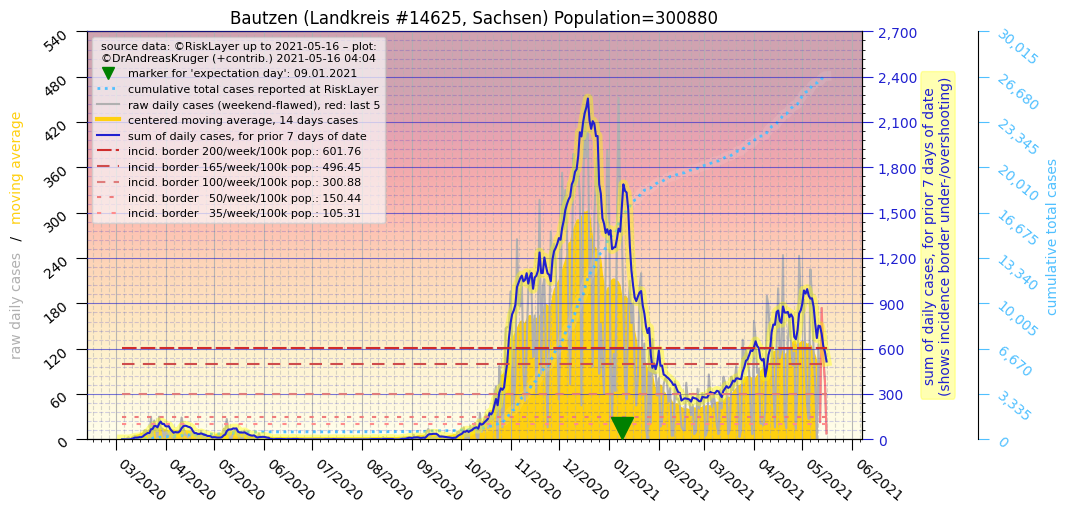 Bautzen (Landkreis #14625, Sachsen) Population=300880
source data: ©RiskLayer up to 2021-05-16 – plot:
©DrAndreasKruger (+contrib.) 2021-05-16 04:04
marker for 'expectation day': 09.01.2021
cumulative total cases reported at RiskLayer
raw daily cases (weekend-flawed), red: last 5
centered moving average, 14 days cases
sum of daily cases, for prior 7 days of date
incid. border 200/week/100k pop.: 601.76
incid. border 165/week/100k pop.: 496.45
incid. border 100/week/100k pop.: 300.88
incid. border   50/week/100k pop.: 150.44
incid. border   35/week/100k pop.: 105.31
raw daily cases / moving average
540
480
420
360
300
240
180
120
60
0
2,700
2,400
2,100
1,800
1,500
1,200
900
600
300
0
sum of daily cases, for prior 7 days of date
(shows incidence border under-/overshooting)
30,015
26,680
23,345
20,010
16,675
13,340
10,005
6,670
3,335
0
cumulative total cases
03/2020
04/2020
05/2020
06/2020
07/2020
08/2020
09/2020
10/2020
11/2020
12/2020
01/2021
02/2021
03/2021
04/2021
05/2021
06/2021